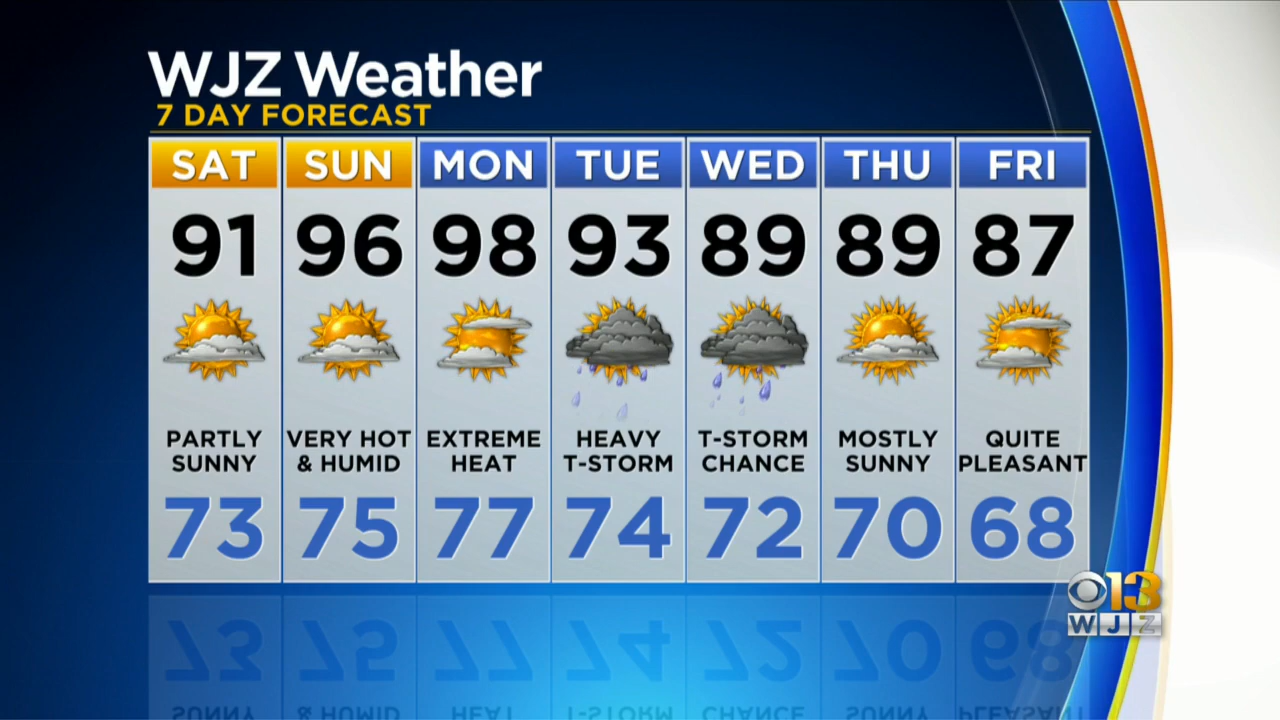 WJZ Weather
7 DAY FORECAST
SAT SUN MON TUE WED THU FRI
91 96 98 93 89 89 87
PARTLY SUNNY
VERY HOT & HUMID
EXTREME HEAT
HEAVY T-STORM
T-STORM CHANCE
MOSTLY SUNNY
QUITE PLEASANT
73 75 77 74 72 70 68
13
WJZ